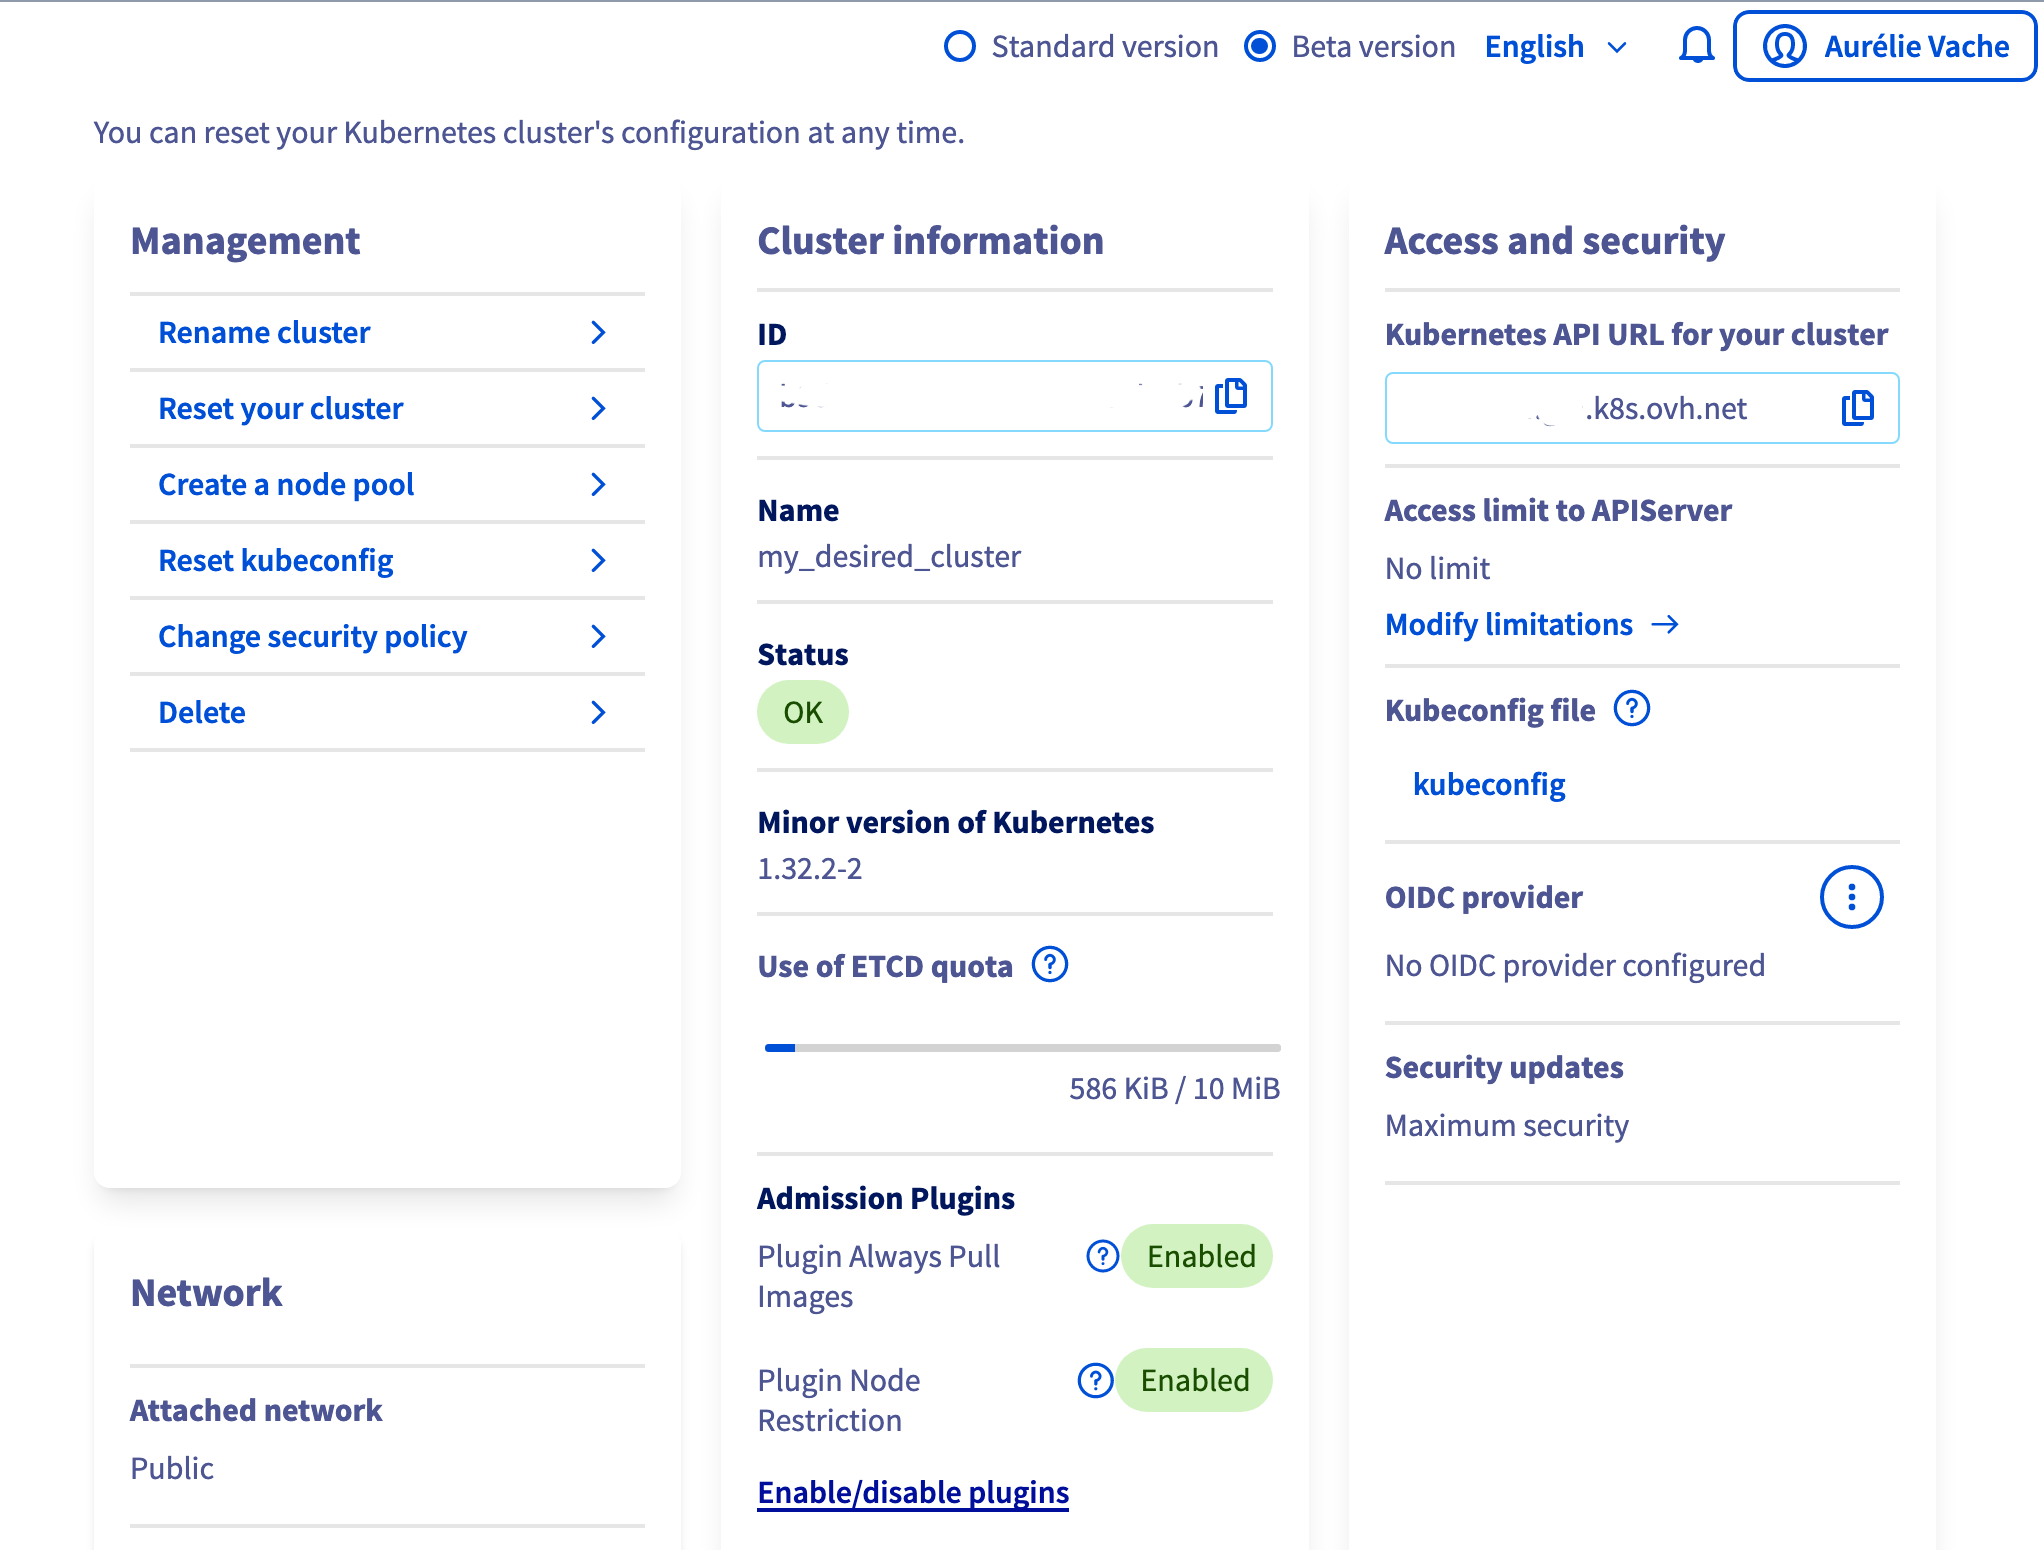 Standard version Beta version English Aurélie Vache
You can reset your Kubernetes cluster's configuration at any time.
Management
Rename cluster
Reset your cluster
Create a node pool
Reset kubeconfig
Change security policy
Delete
Network
Attached network
Public
Cluster information
ID
Name
my_desired_cluster
Status
OK
Minor version of Kubernetes
1.32.2-2
Use of ETCD quota
586 KiB / 10 MiB
Admission Plugins
Plugin Always Pull
Images
Enabled
Plugin Node
Restriction
Enabled
Enable/disable plugins
Access and security
Kubernetes API URL for your cluster
.k8s.ovh.net
Access limit to APIServer
No limit
Modify limitations
Kubeconfig file
kubeconfig
OIDC provider
No OIDC provider configured
Security updates
Maximum security